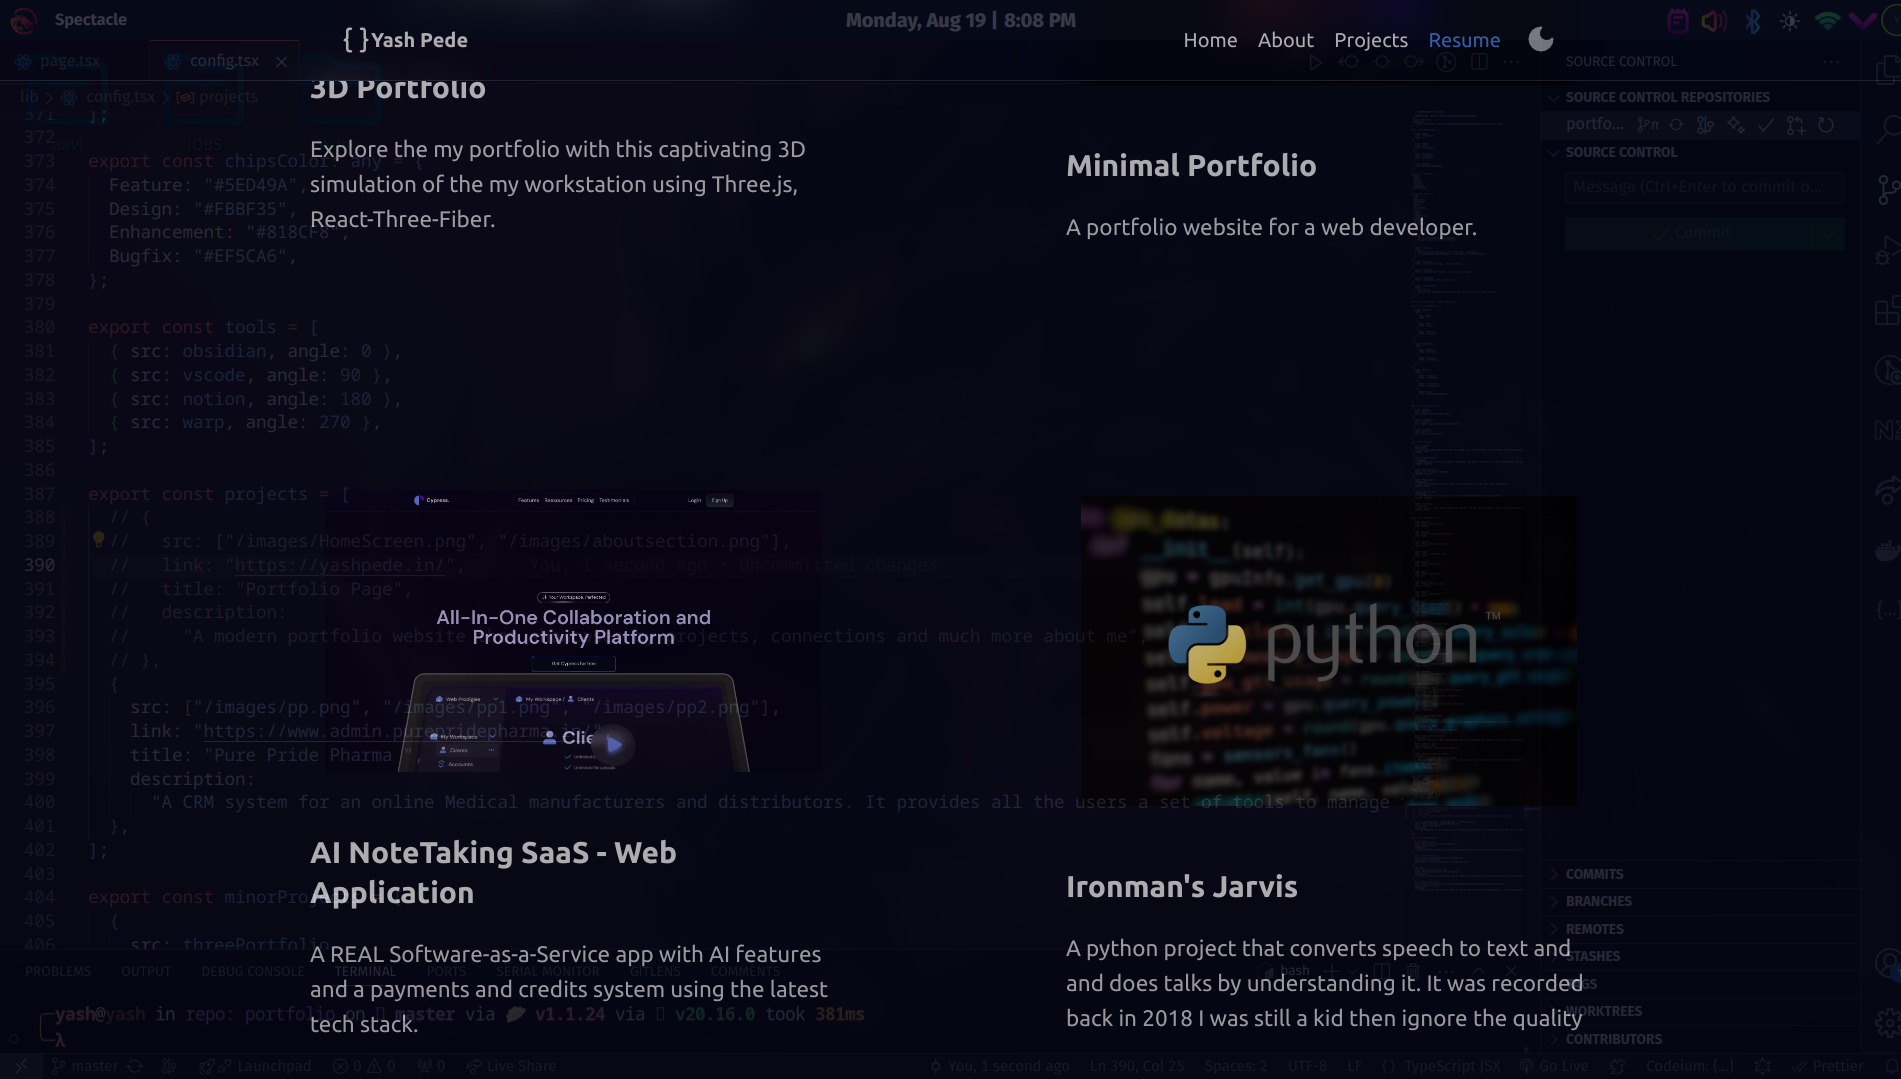 Spectacle
Monday, Aug 19 | 8:08 PM
{ }Yash Pede
Home About Projects Resume
page.tsx
config.tsx
lib > config.tsx > projects
3D Portfolio
Explore the my portfolio with this captivating 3D
simulation of the my workstation using Three.js,
React-Three-Fiber.
Minimal Portfolio
A portfolio website for a web developer.
371 ];
372
373 export const chipsColor: any = {
374 Feature: "#5ED49A",
375 Design: "#FBBF35",
376 Enhancement: "#818CF8",
377 Bugfix: "#EF5CA6",
378 };
379
380 export const tools = [
381 { src: obsidian, angle: 0 },
382 { src: vscode, angle: 90 },
383 { src: notion, angle: 180 },
384 { src: warp, angle: 270 },
385 ];
386
387 export const projects = [
388 // {
389 // src: ["/images/HomeScreen.png", "/images/aboutsection.png"],
390 // link: "https://yashpede.in/", You, 1 second ago • Uncommitted changes
391 // title: "Portfolio Page",
392 // description:
393 // "A modern portfolio website projects, connections and much more about me",
394 // },
395 {
396 src: ["/images/pp.png", "/images/pp1.png", "/images/pp2.png"],
397 link: "https://www.admin.purepridepharma.in/"
398 title: "Pure Pride Pharma
399 description:
400 "A CRM system for an online Medical manufacturers and distributors. It provides all the users a set of tools to manage
401 },
402 ];
403
404 export const minorPro
405 {
406 src: threePortfolio
Cypress.
Features Resources Pricing Testimonials
Login Sign Up
Your Workspace, Perfected
All-In-One Collaboration and
Productivity Platform
Get Cypress for free
Web Prodigies
My Workspace / Clients
My Workspace
Clients
Accounts
Clie
python™
AI NoteTaking SaaS - Web
Application
A REAL Software-as-a-Service app with AI features
and a payments and credits system using the latest
tech stack.
Ironman's Jarvis
A python project that converts speech to text and
and does talks by understanding it. It was recorded
back in 2018 I was still a kid then ignore the quality
SOURCE CONTROL
SOURCE CONTROL REPOSITORIES
portfo...
SOURCE CONTROL
Message (Ctrl+Enter to commit o...
Commit
COMMITS
BRANCHES
REMOTES
STASHES
WORKTREES
CONTRIBUTORS
PROBLEMS OUTPUT DEBUG CONSOLE TERMINAL PORTS SERIAL MONITOR GITLENS COMMENTS
bash
yash@yash in repo: portfolio on master via v1.1.24 via v20.16.0 took 381ms
λ
master Launchpad 0 0 0 Live Share
You, 1 second ago Ln 390, Col 25 Spaces: 2 UTF-8 LF { } TypeScript JSX Go Live Codeium: {...} Prettier